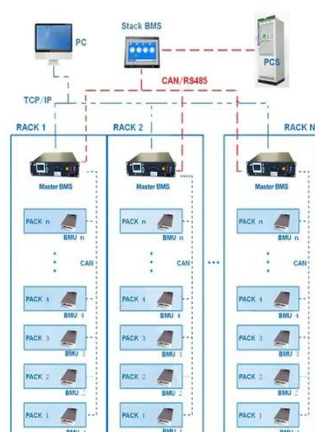 PC
Stack BMS
PCS
CAN/RS485
TCP/IP
RACK 1
RACK 2
RACK N
Master BMS
Master BMS
Master BMS
PACK n
BMU n
PACK n
BMU n
PACK n
BMU n
CAN
CAN
CAN
PACK 4
BMU 4
PACK 4
BMU 4
PACK 4
BMU 4
PACK 3
BMU 3
PACK 3
BMU 3
PACK 3
BMU 3
PACK 2
BMU 2
PACK 2
BMU 2
PACK 2
BMU 2
PACK 1
PACK 1
PACK 1